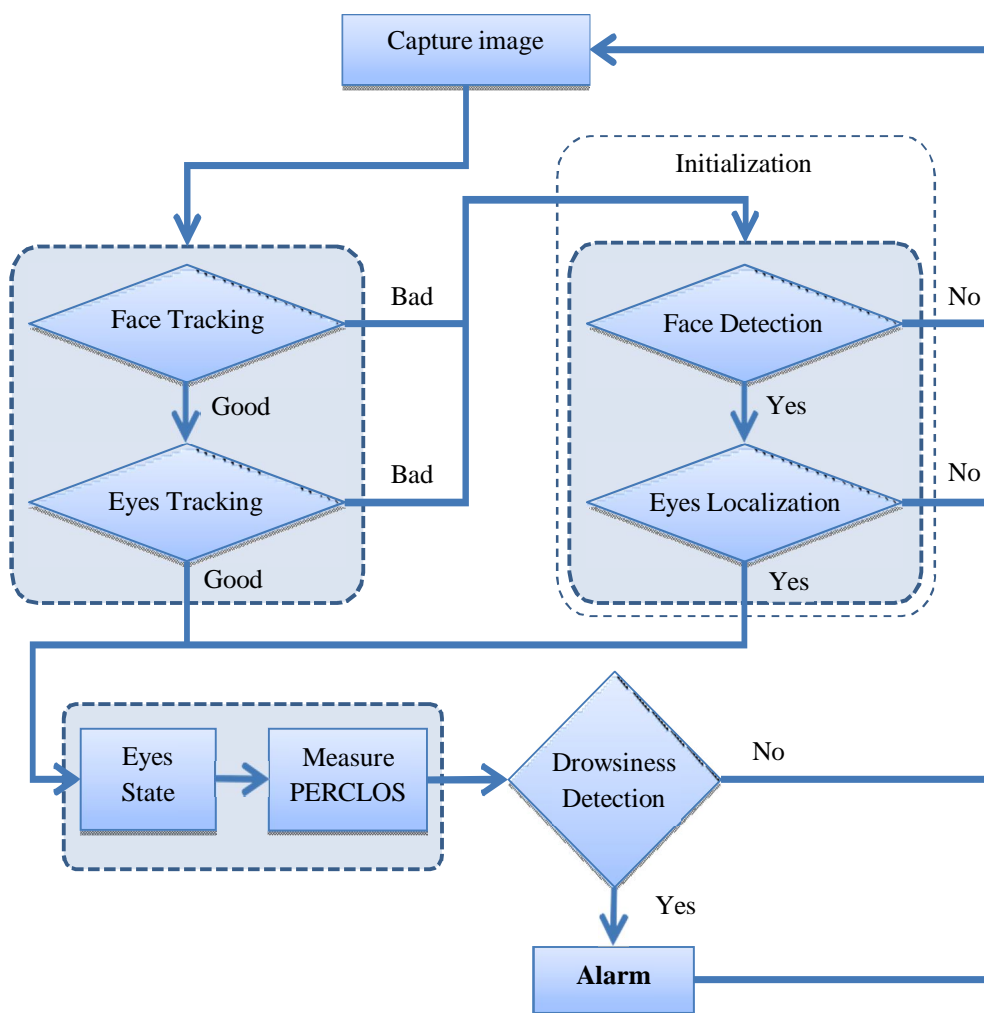 Capture image
Initialization
Face Tracking
Bad
Face Detection
No
Good
Yes
Eyes Tracking
Bad
Eyes Localization
No
Good
Yes
Eyes
State
Measure
PERCLOS
Drowsiness
Detection
No
Yes
Alarm